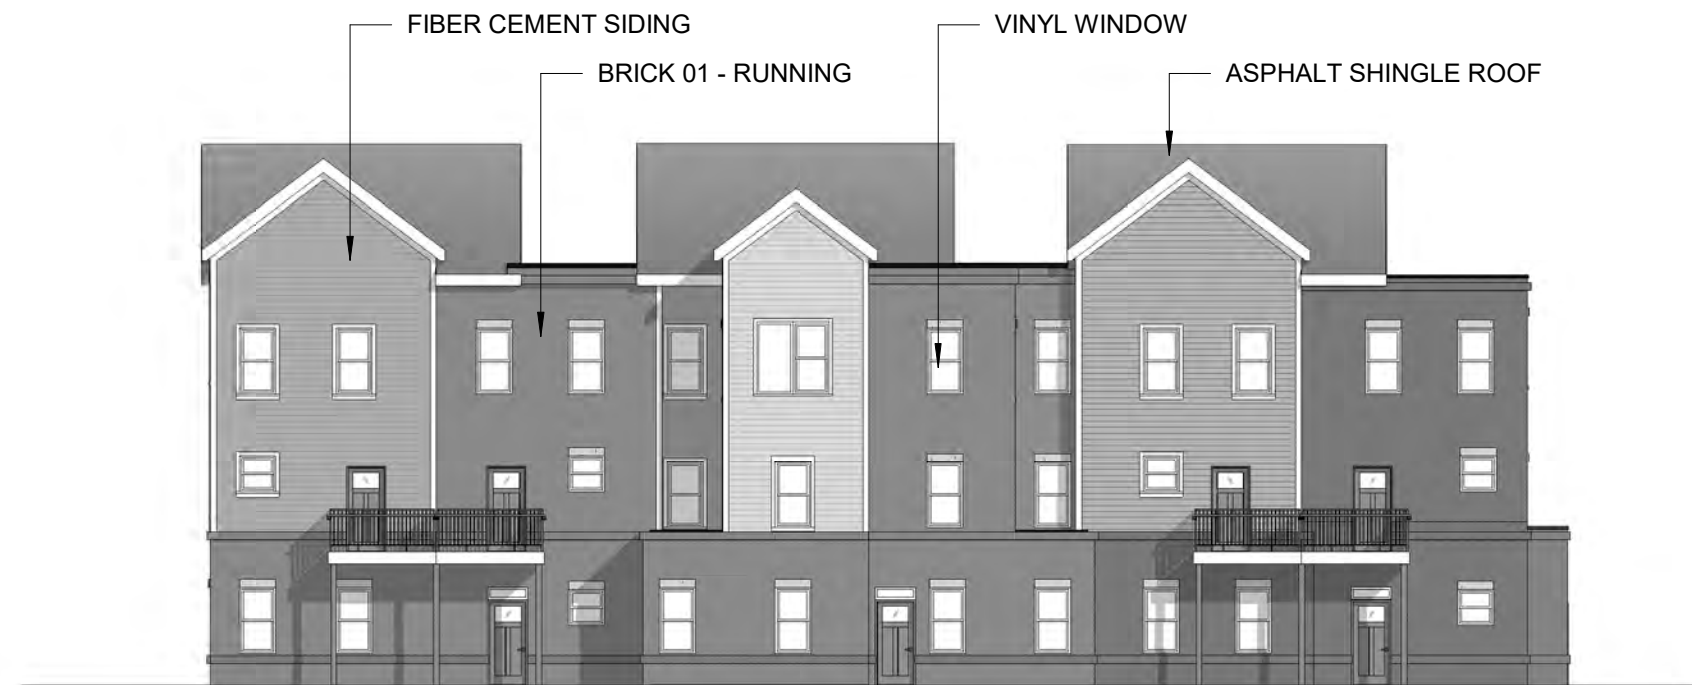 FIBER CEMENT SIDING
VINYL WINDOW
BRICK 01 - RUNNING
ASPHALT SHINGLE ROOF